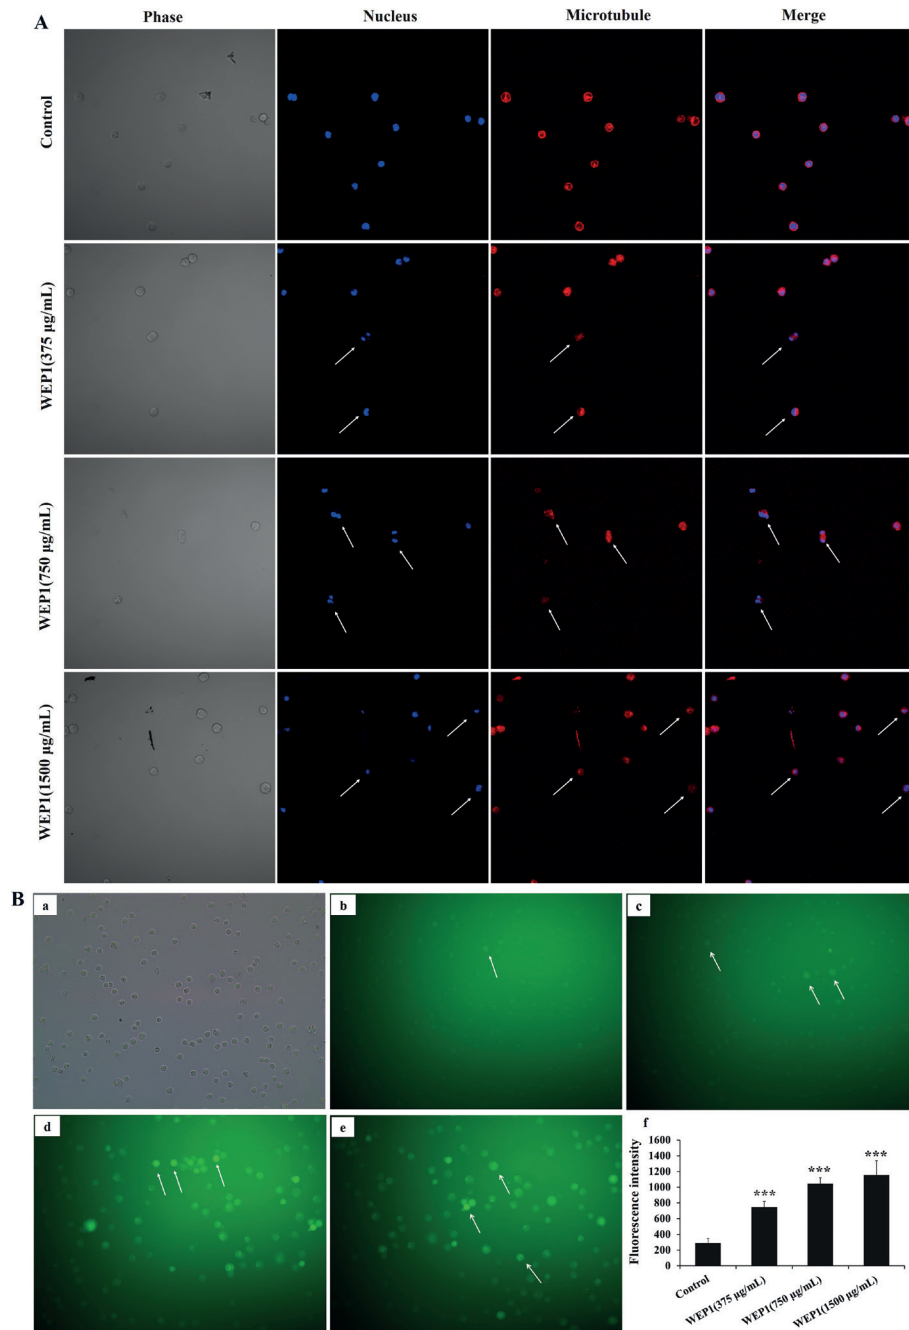 Phase Nucleus Microtubule Merge
A
Control
WEP1(375 µg/mL)
WEP1(750 µg/mL)
WEP1(1500 µg/mL)
B
a
b
c
d
e
f
Fluorescence intensity
1600
1400
1200
1000
800
600
400
200
0
***
***
***
Control
WEP1(375 µg/mL)
WEP1(750 µg/mL)
WEP1(1500 µg/mL)